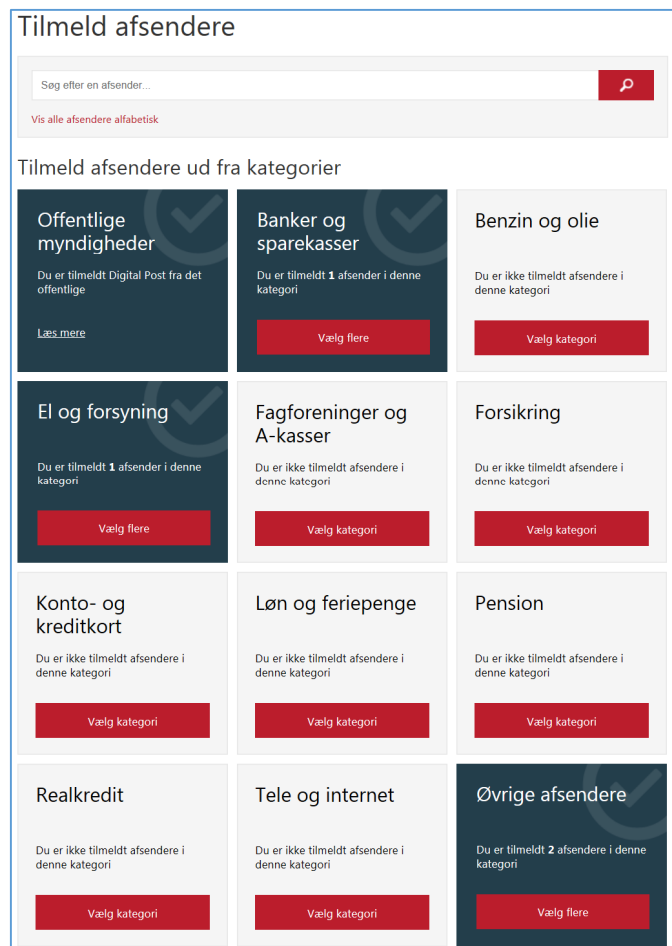 Tilmeld afsendere
Søg efter en afsender...
Vis alle afsendere alfabetisk
Tilmeld afsendere ud fra kategorier
Offentlige
myndigheder
Du er tilmeldt Digital Post fra det
offentlige
Læs mere
Banker og
sparekasser
Du er tilmeldt 1 afsender i denne
kategori
Vælg flere
Benzin og olie
Du er ikke tilmeldt afsendere i
denne kategori
Vælg kategori
El og forsyning
Du er tilmeldt 1 afsender i denne
kategori
Vælg flere
Fagforeninger og
A-kasser
Du er ikke tilmeldt afsendere i
denne kategori
Vælg kategori
Forsikring
Du er ikke tilmeldt afsendere i
denne kategori
Vælg kategori
Konto- og
kreditkort
Du er ikke tilmeldt afsendere i
denne kategori
Vælg kategori
Løn og feriepenge
Du er ikke tilmeldt afsendere i
denne kategori
Vælg kategori
Pension
Du er ikke tilmeldt afsendere i
denne kategori
Vælg kategori
Realkredit
Du er ikke tilmeldt afsendere i
denne kategori
Vælg kategori
Tele og internet
Du er ikke tilmeldt afsendere i
denne kategori
Vælg kategori
Øvrige afsendere
Du er tilmeldt 2 afsendere i denne
kategori
Vælg flere